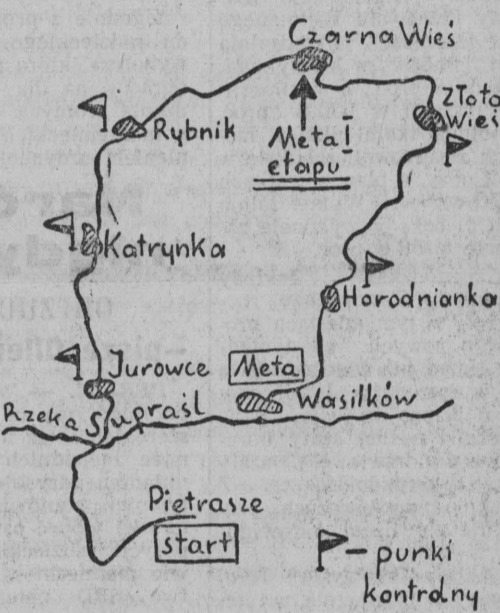 Czarna Wieś
Złota
Wieś
Rybnik
Meta I
etapu
Katrynka
Horodnianka
Jurowce
Meta
Wasilków
Rzeka Supraśl
Pietrasze
start
– punki
kontrolny